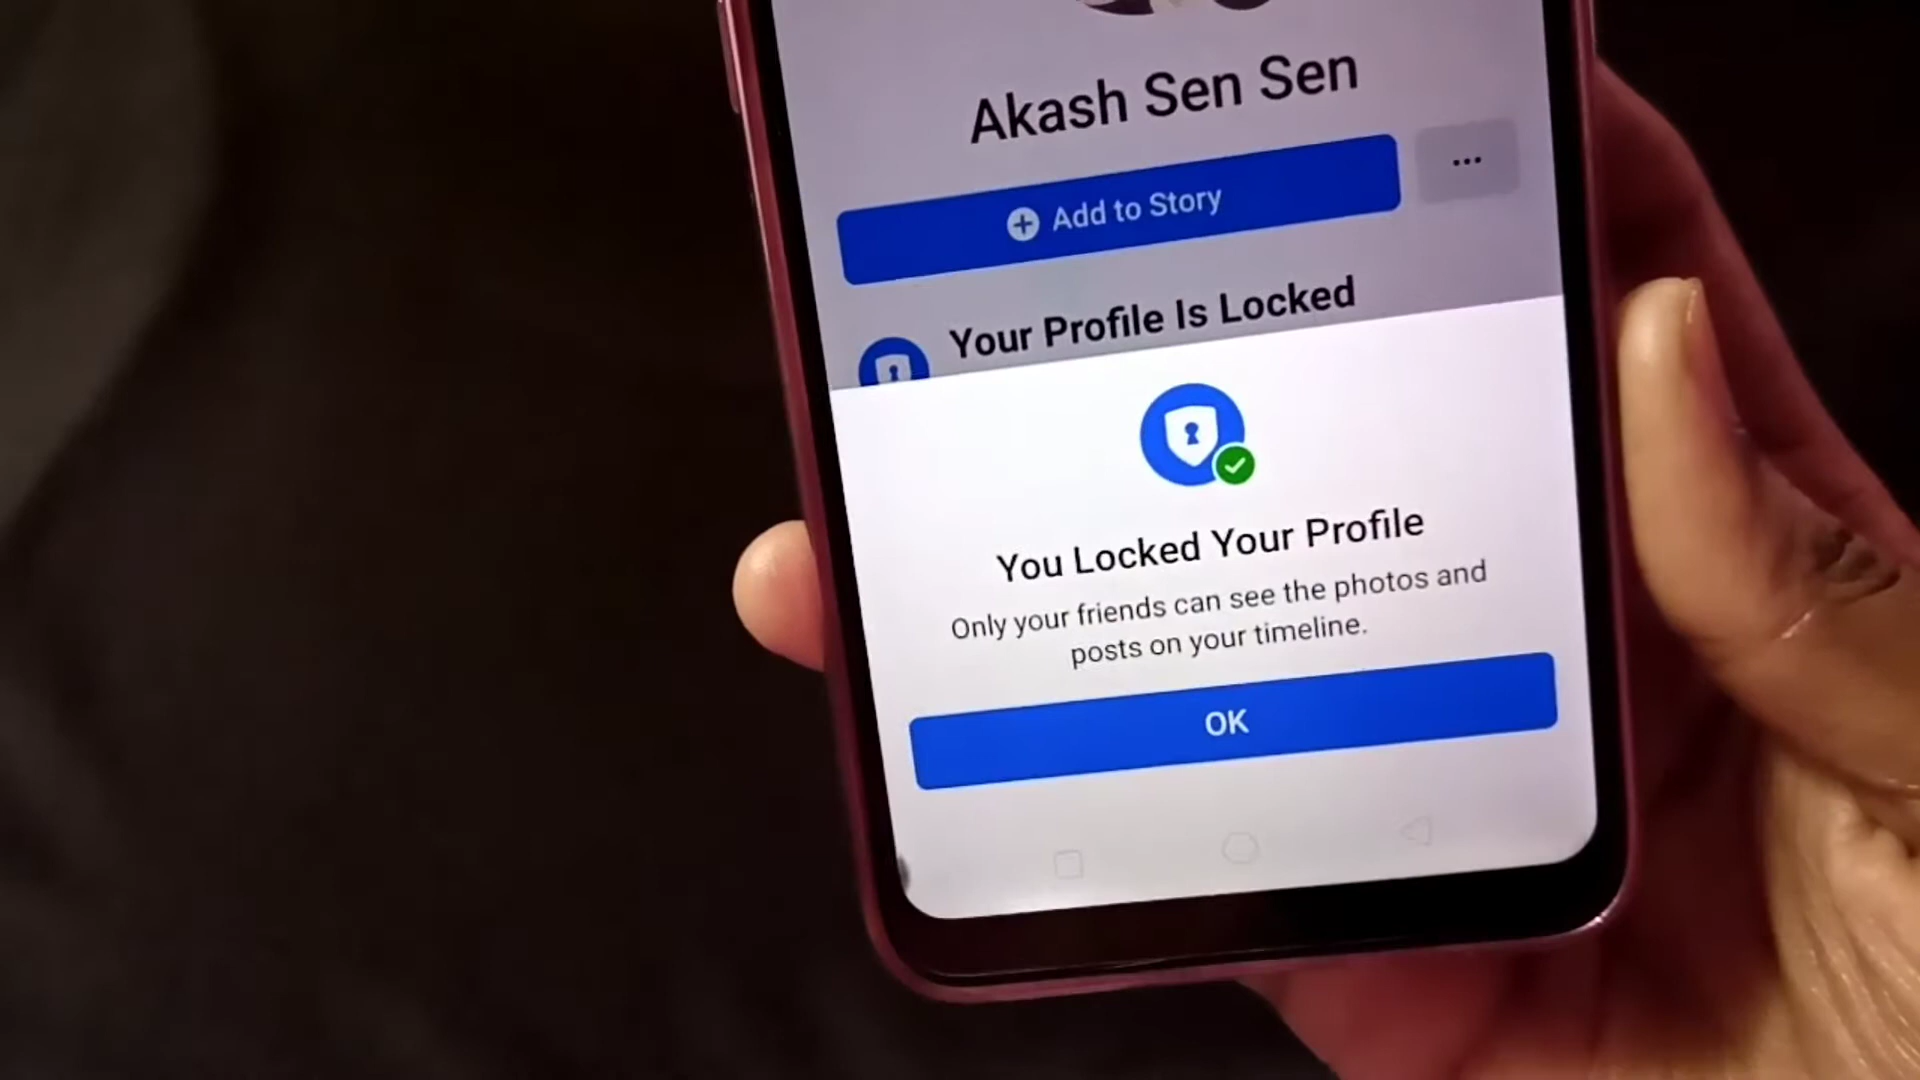 Akash Sen Sen
Add to Story
Your Profile Is Locked
You Locked Your Profile
Only your friends can see the photos and
posts on your timeline.
OK